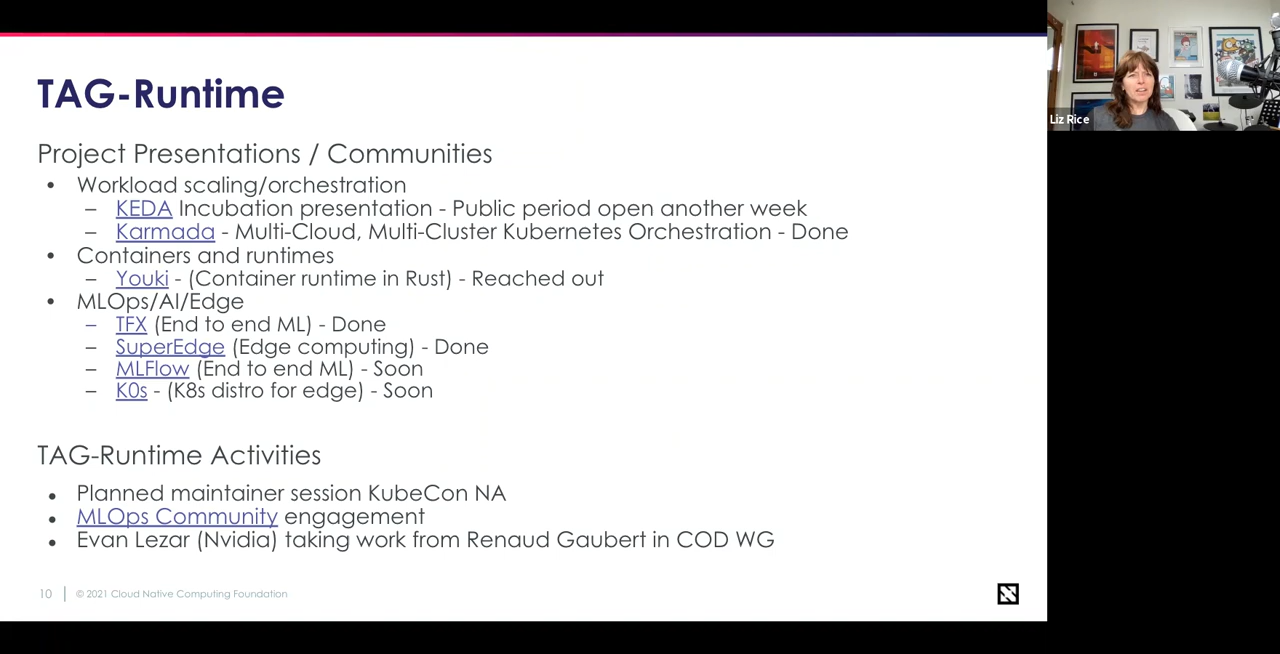 TAG-Runtime
Liz Rice
Project Presentations / Communities
• Workload scaling/orchestration
– KEDA Incubation presentation - Public period open another week
– Karmada - Multi-Cloud, Multi-Cluster Kubernetes Orchestration - Done
• Containers and runtimes
– Youki - (Container runtime in Rust) - Reached out
• MLOps/AI/Edge
– TFX (End to end ML) - Done
– SuperEdge (Edge computing) - Done
– MLFlow (End to end ML) - Soon
– K0s - (K8s distro for edge) - Soon
TAG-Runtime Activities
• Planned maintainer session KubeCon NA
• MLOps Community engagement
• Evan Lezar (Nvidia) taking work from Renaud Gaubert in COD WG
10 | © 2021 Cloud Native Computing Foundation